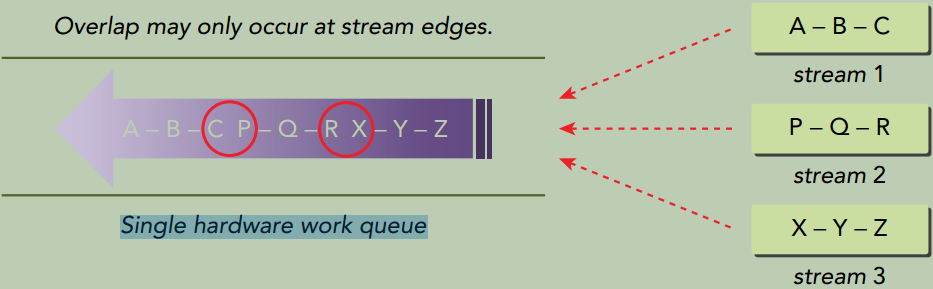 Overlap may only occur at stream edges.
A – B – C P – Q – R X – Y – Z
Single hardware work queue
A – B – C
stream 1
P – Q – R
stream 2
X – Y – Z
stream 3